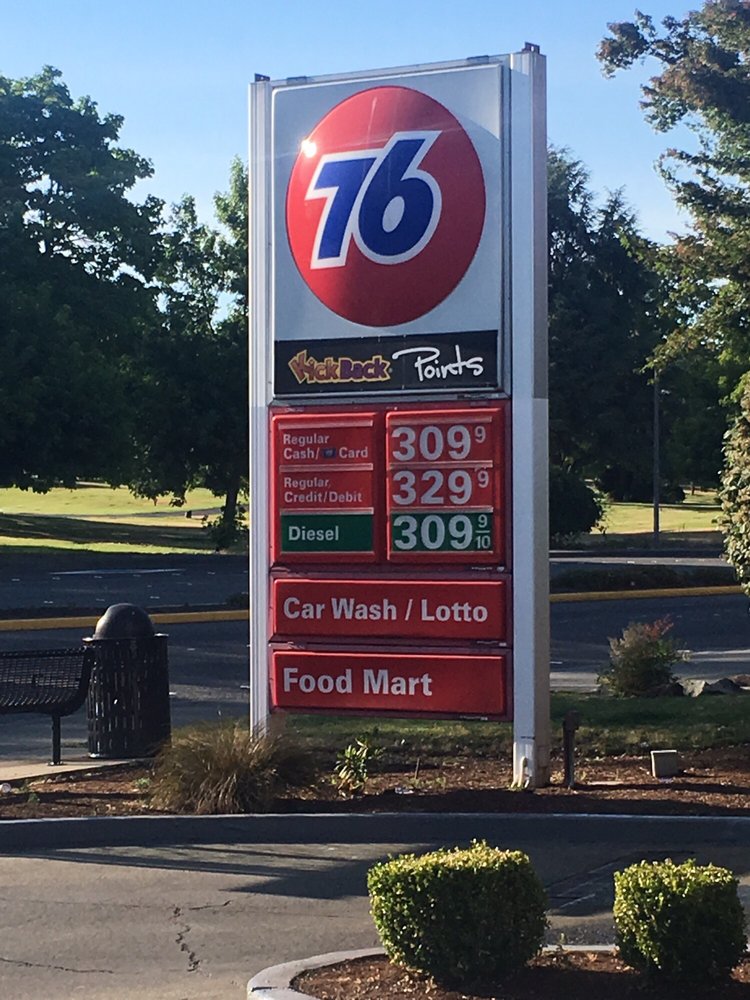 76
KickBack Points
Regular
Cash/ 76 Card
309 9
Regular
Credit/Debit
329 9
Diesel
309 9/10
Car Wash / Lotto
Food Mart